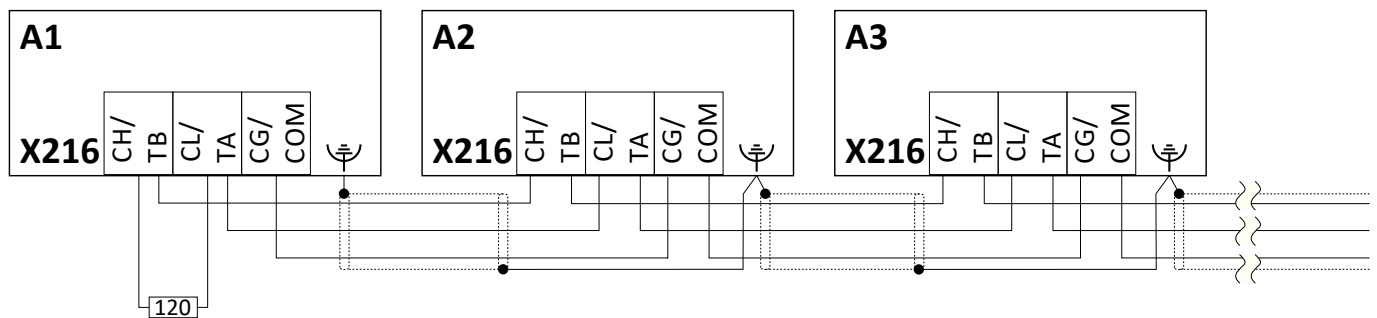 A1
X216
CH/
TB
CL/
TA
CG/
COM
A2
X216
CH/
TB
CL/
TA
CG/
COM
A3
X216
CH/
TB
CL/
TA
CG/
COM
120